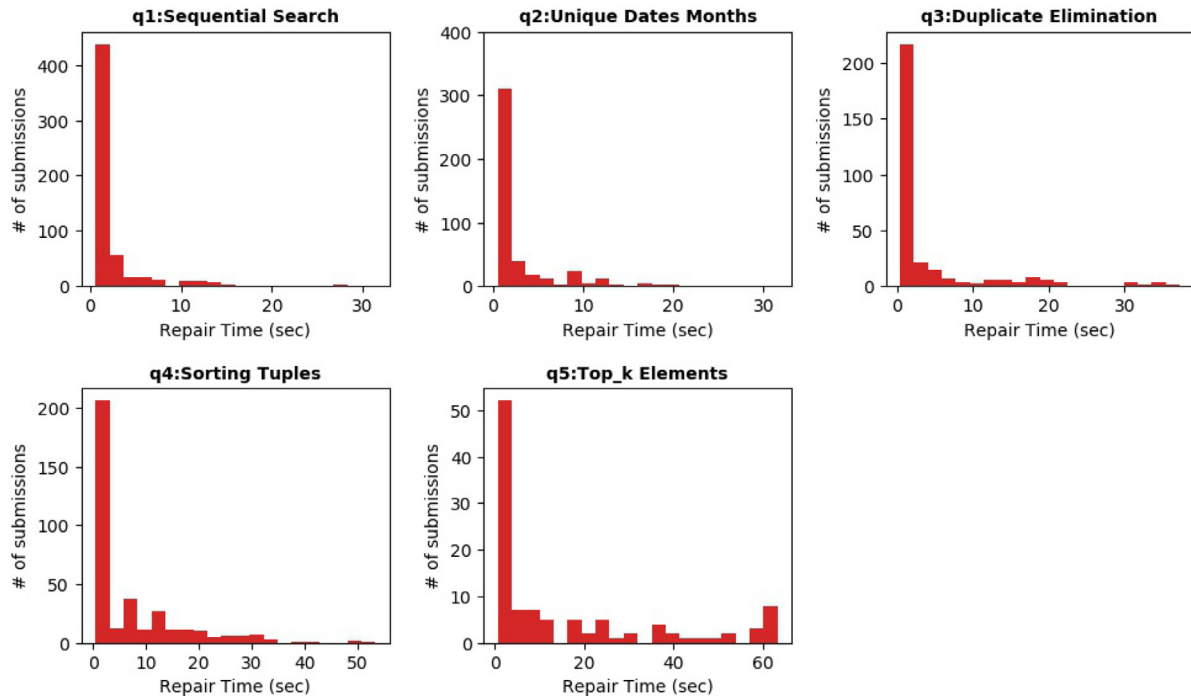 q1:Sequential Search
# of submissions
400
300
200
100
0
0 10 20 30
Repair Time (sec)
q2:Unique Dates Months
# of submissions
400
300
200
100
0
0 10 20 30
Repair Time (sec)
q3:Duplicate Elimination
# of submissions
200
150
100
50
0
0 10 20 30
Repair Time (sec)
q4:Sorting Tuples
# of submissions
200
150
100
50
0
0 10 20 30 40 50
Repair Time (sec)
q5:Top_k Elements
# of submissions
50
40
30
20
10
0
0 20 40 60
Repair Time (sec)